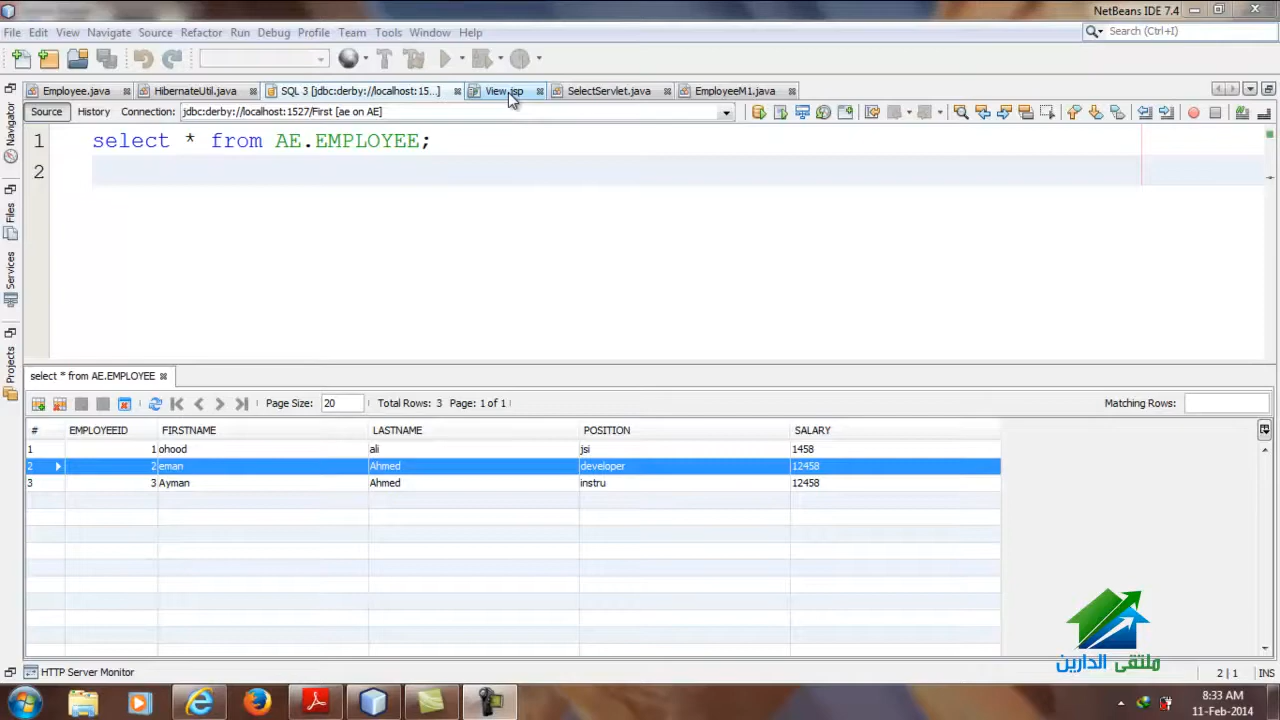 NetBeans IDE 7.4
File Edit View Navigate Source Refactor Run Debug Profile Team Tools Window Help
Search (Ctrl+I)
Employee.java HibernateUtil.java SQL 3 [jdbc:derby://localhost:15...] View.jsp SelectServlet.java EmployeeM1.java
Source History Connection: jdbc:derby://localhost:1527/First [ae on AE]
1 select * from AE.EMPLOYEE;
2
Navigator
Files
Services
Projects
select * from AE.EMPLOYEE
Page Size: 20 Total Rows: 3 Page: 1 of 1 Matching Rows:
# EMPLOYEEID FIRSTNAME LASTNAME POSITION SALARY
1 1 ohood ali jsi 1458
2 2 eman Ahmed developer 12458
3 3 Ayman Ahmed instru 12458
ملتقى الدارين
HTTP Server Monitor 2 | 1 INS
8:33 AM
11-Feb-2014